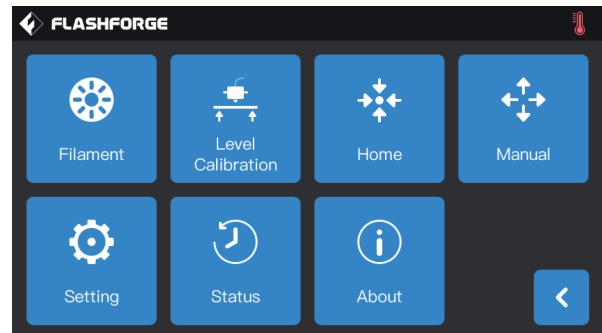 FLASHFORGE
Filament
Level
Calibration
Home
Manual
Setting
Status
About